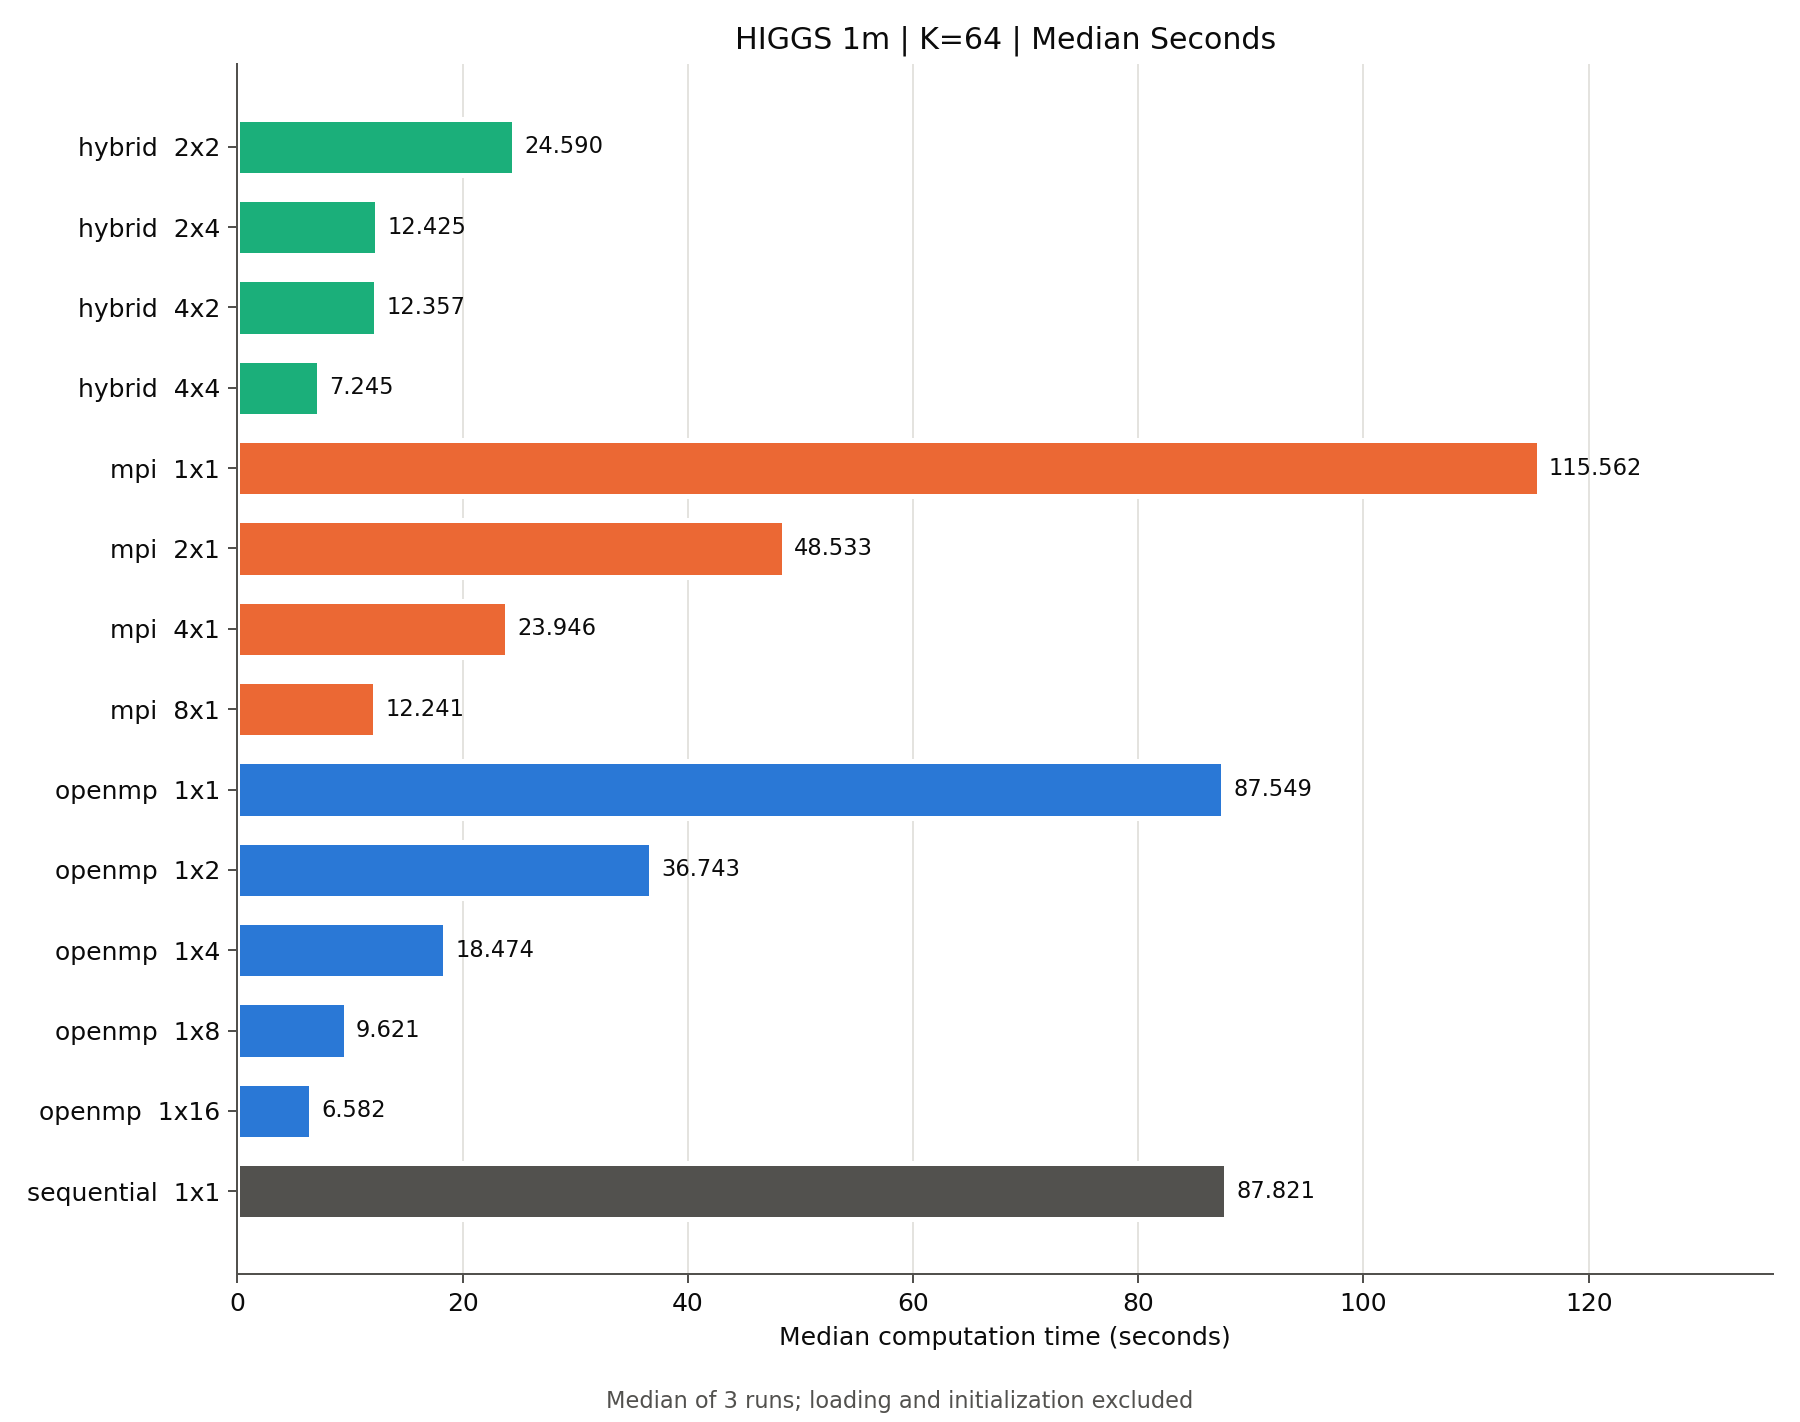 HIGGS 1m | K=64 | Median Seconds
hybrid 2x2 24.590
hybrid 2x4 12.425
hybrid 4x2 12.357
hybrid 4x4 7.245
mpi 1x1 115.562
mpi 2x1 48.533
mpi 4x1 23.946
mpi 8x1 12.241
openmp 1x1 87.549
openmp 1x2 36.743
openmp 1x4 18.474
openmp 1x8 9.621
openmp 1x16 6.582
sequential 1x1 87.821
0 20 40 60 80 100 120
Median computation time (seconds)
Median of 3 runs; loading and initialization excluded